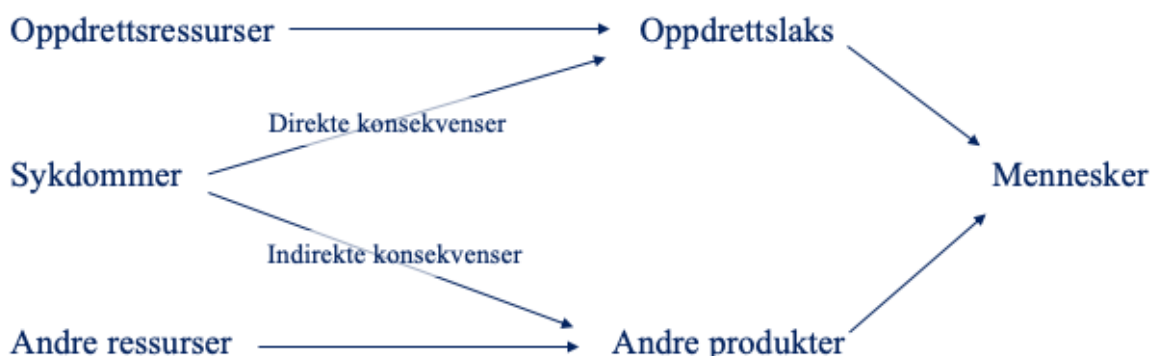 Oppdrettsressurser
Oppdrettslaks
Direkte konsekvenser
Sykdommer
Mennesker
Indirekte konsekvenser
Andre ressurser
Andre produkter